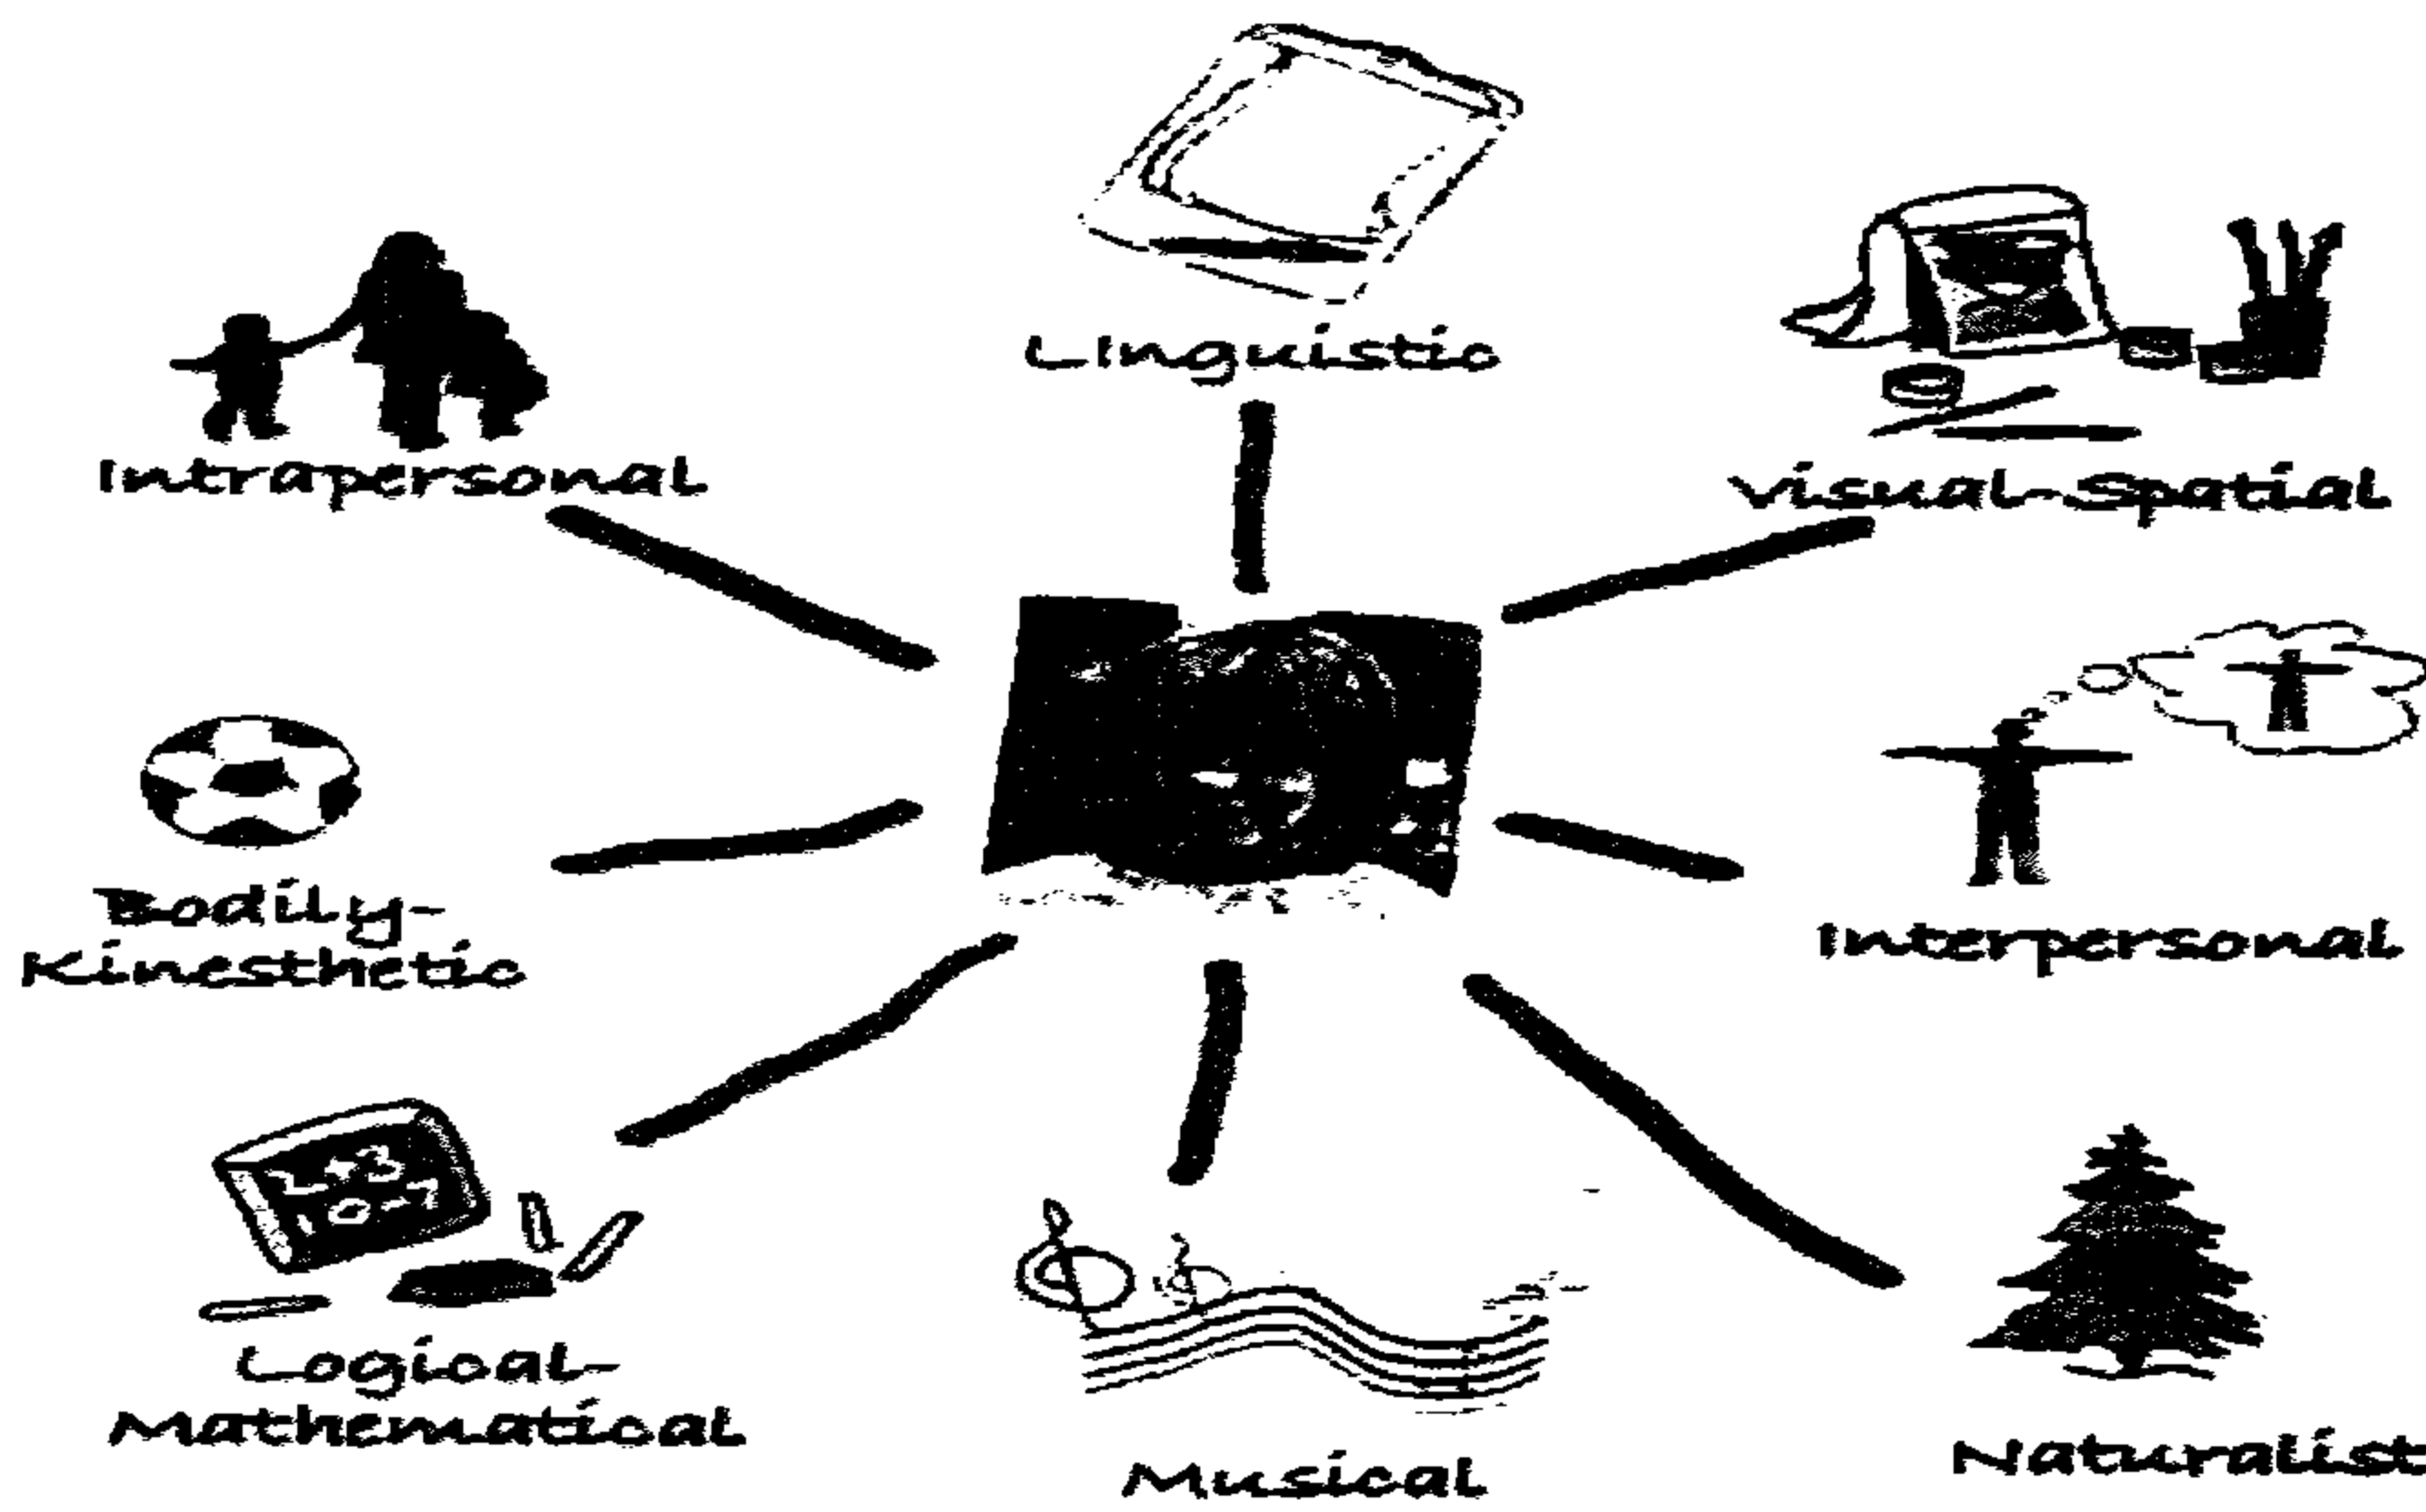 Linguistic
Intrapersonal
Visual-Spatial
Bodily-
Kinesthetic
Interpersonal
Logical-
Mathematical
Musical
Naturalist